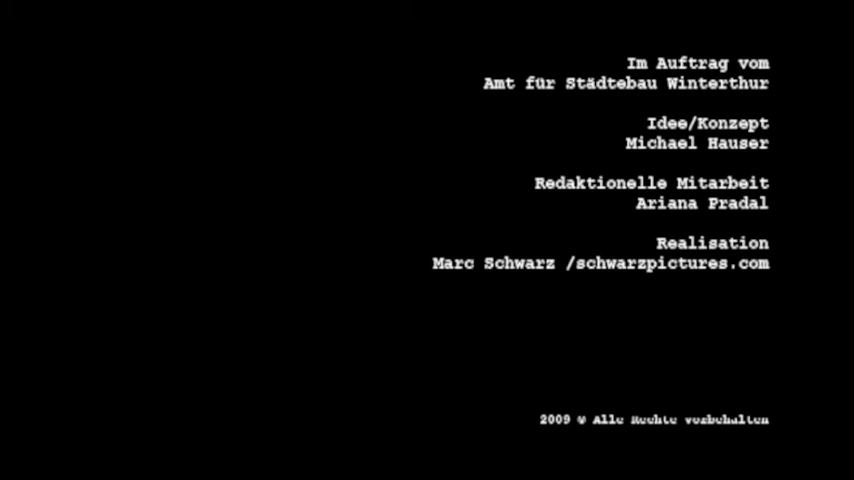 Im Auftrag vom
Amt für Städtebau Winterthur
Idee/Konzept
Michael Hauser
Redaktionelle Mitarbeit
Ariana Pradal
Realisation
Marc Schwarz /schwarzpictures.com
2009 © Alle Rechte vorbehalten